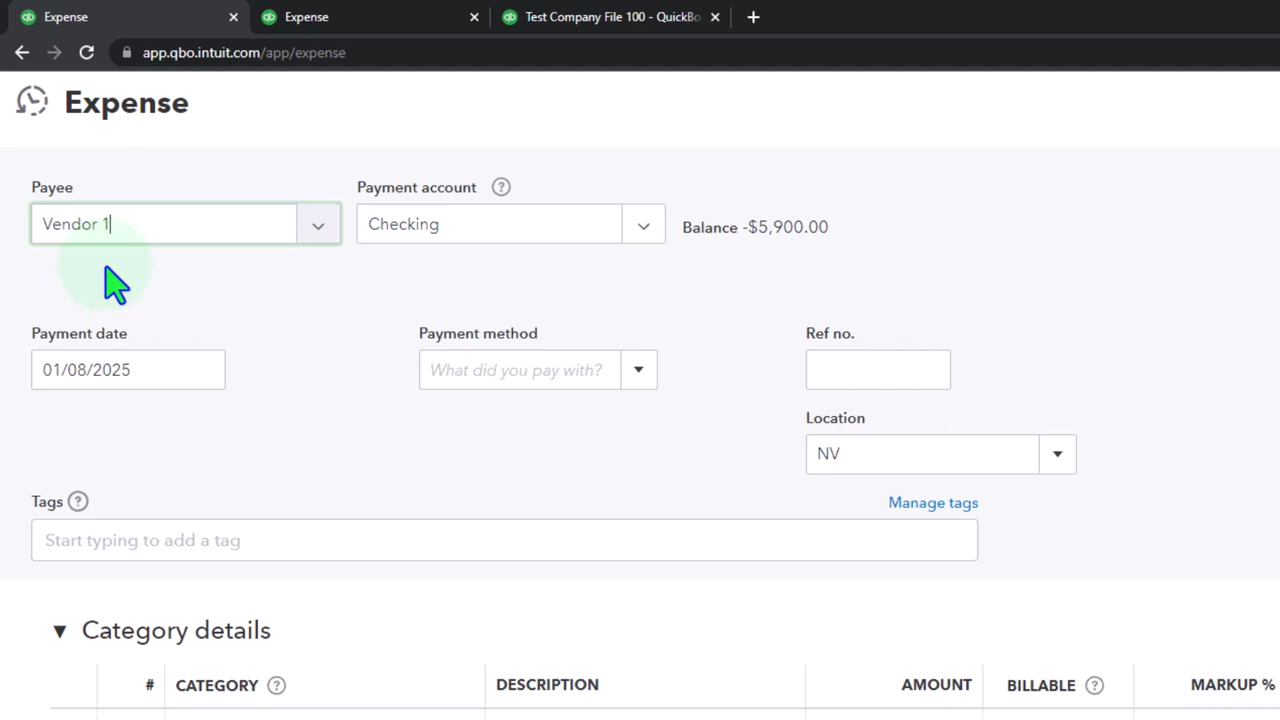 Expense
Expense
Test Company File 100 - QuickBo
app.qbo.intuit.com/app/expense
Expense
Payee
Payment account
Vendor 1
Checking
Balance -$5,900.00
Payment date
Payment method
Ref no.
01/08/2025
What did you pay with?
Location
NV
Tags
Manage tags
Start typing to add a tag
Category details
# CATEGORY DESCRIPTION AMOUNT BILLABLE MARKUP %